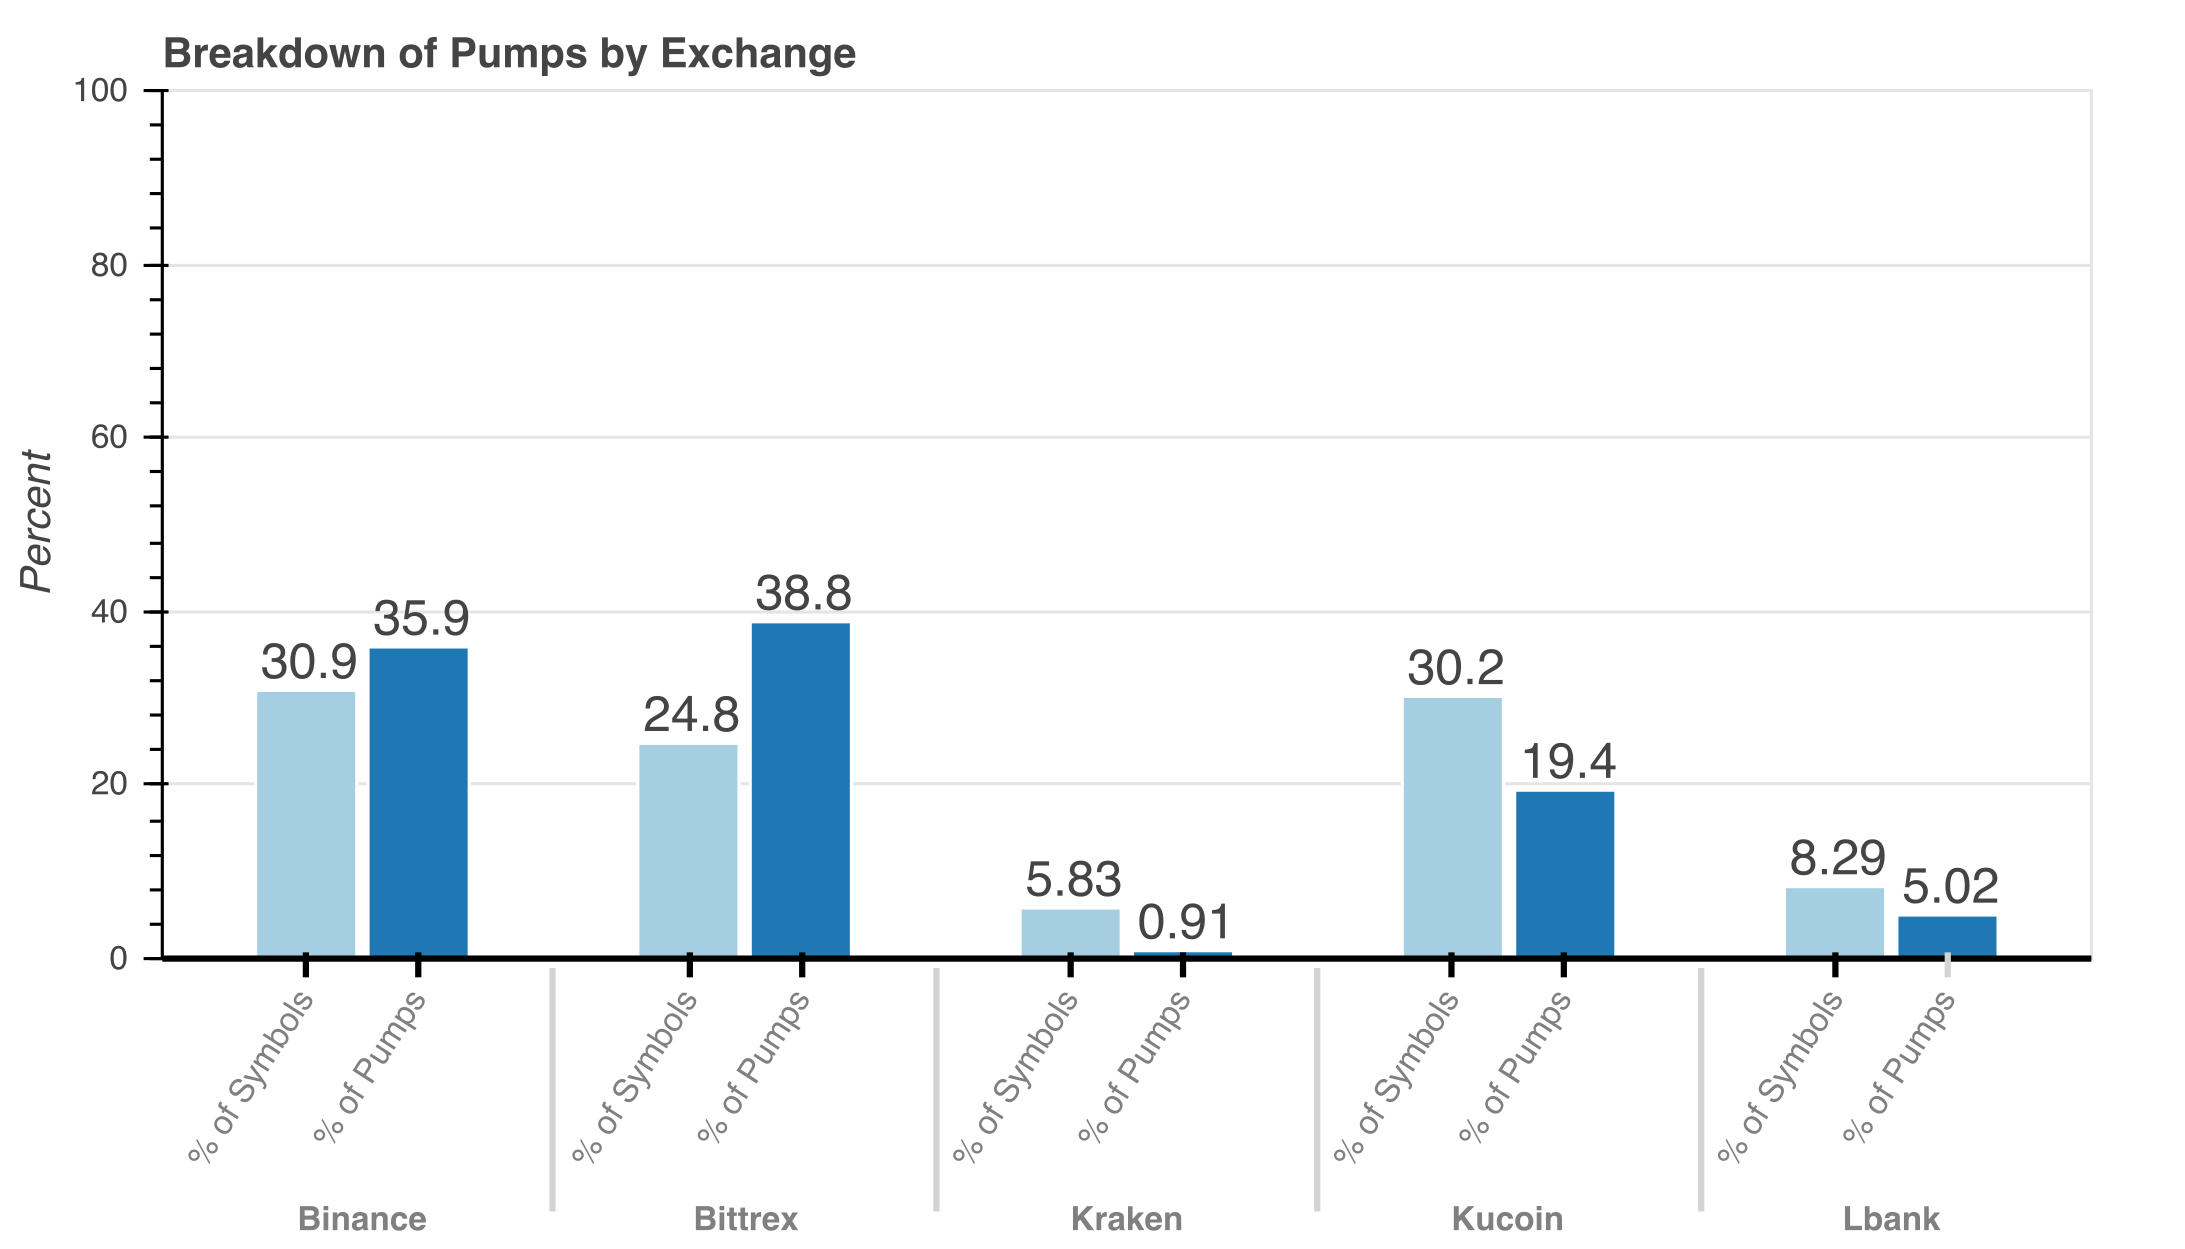 Breakdown of Pumps by Exchange
Percent
100
80
60
40
20
0
30.9
35.9
24.8
38.8
5.83
0.91
30.2
19.4
8.29
5.02
% of Symbols
% of Pumps
% of Symbols
% of Pumps
% of Symbols
% of Pumps
% of Symbols
% of Pumps
% of Symbols
% of Pumps
Binance
Bittrex
Kraken
Kucoin
Lbank